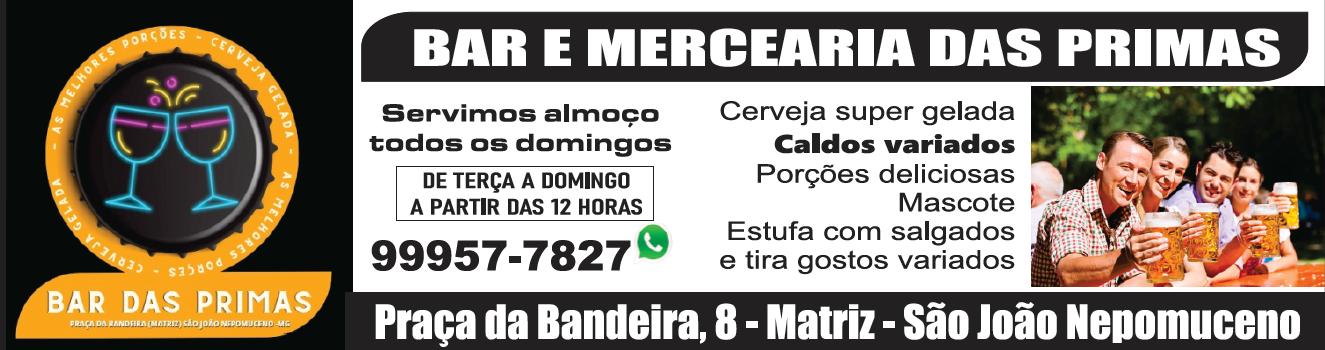 AS MELHORES PORÇÕES - CERVEJA GELADA - AS MELHORES PORÇES - CERVEJA GELADA -
BAR DAS PRIMAS
PRAÇA DA BANDEIRA (MATRIZ) SÃO JOÃO NEPOMUCENO -MG
BAR E MERCEARIA DAS PRIMAS
Servimos almoço
todos os domingos
DE TERÇA A DOMINGO
A PARTIR DAS 12 HORAS
99957-7827
Cerveja super gelada
Caldos variados
Porções deliciosas
Mascote
Estufa com salgados
e tira gostos variados
Praça da Bandeira, 8 - Matriz - São João Nepomuceno